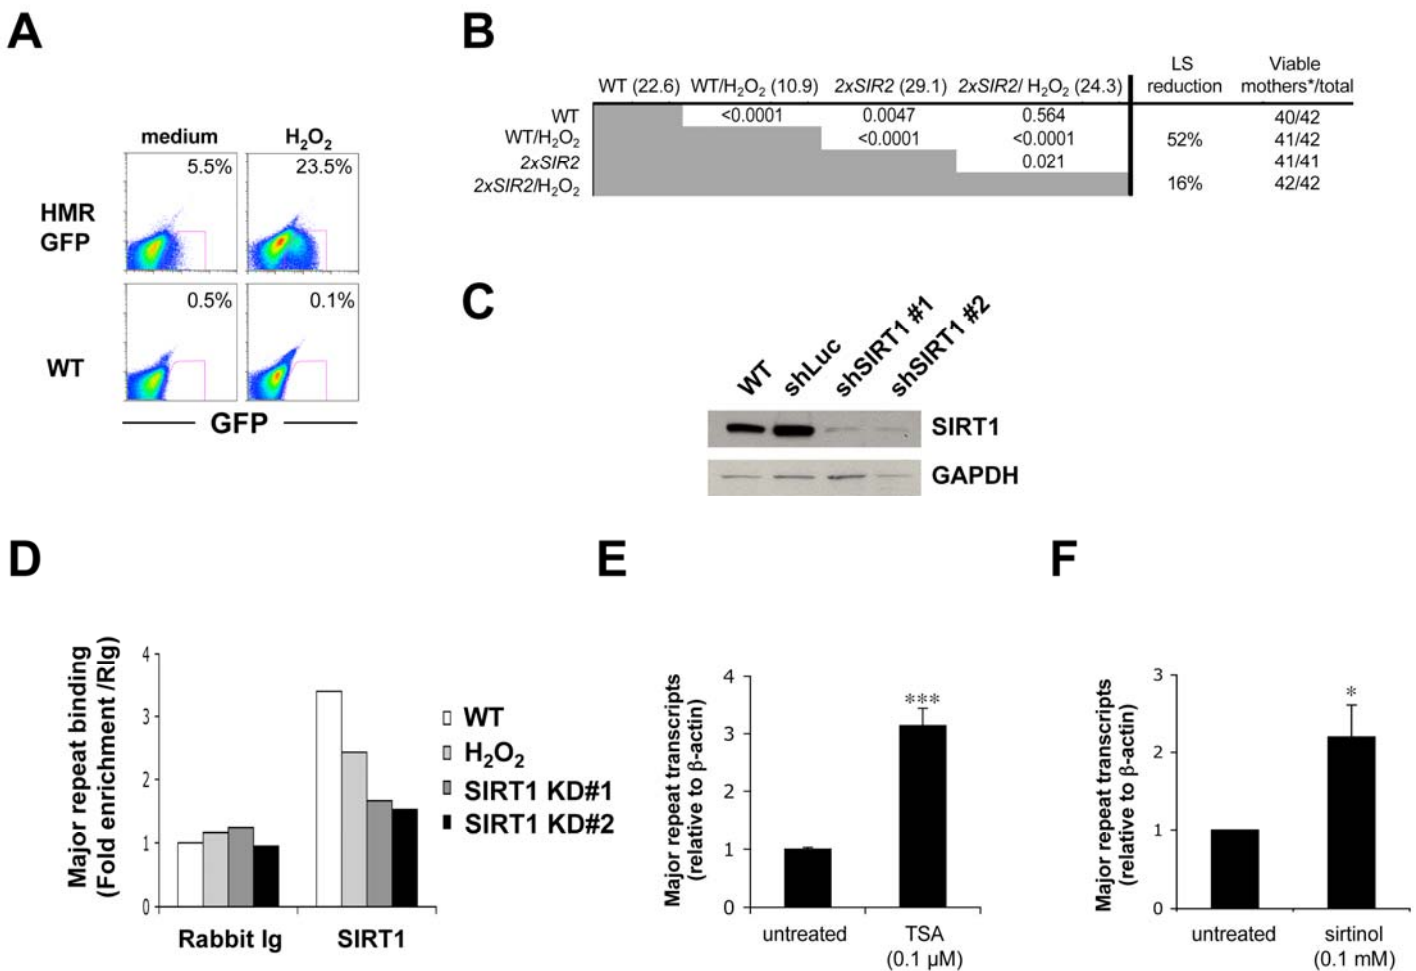 A
medium H₂O₂
HMR GFP
5.5% 23.5%
WT
0.5% 0.1%
GFP
B
LS reduction
Viable mothers*/total
WT (22.6) WT/H₂O₂ (10.9) 2xSIR2 (29.1) 2xSIR2/ H₂O₂ (24.3)
WT <0.0001 0.0047 0.564 40/42
WT/H₂O₂ <0.0001 <0.0001 52% 41/42
2xSIR2 0.021 41/41
2xSIR2/H₂O₂ 16% 42/42
C
WT shLuc shSIRT1 #1 shSIRT1 #2
SIRT1
GAPDH
D
Major repeat binding
(Fold enrichment /RIg)
4
3
2
1
0
Rabbit Ig SIRT1
WT
H₂O₂
SIRT1 KD#1
SIRT1 KD#2
E
Major repeat transcripts
(relative to β-actin)
4
3
2
1
0
***
untreated TSA
(0.1 μM)
F
Major repeat transcripts
(relative to β-actin)
3
2
1
0
*
untreated sirtinol
(0.1 mM)